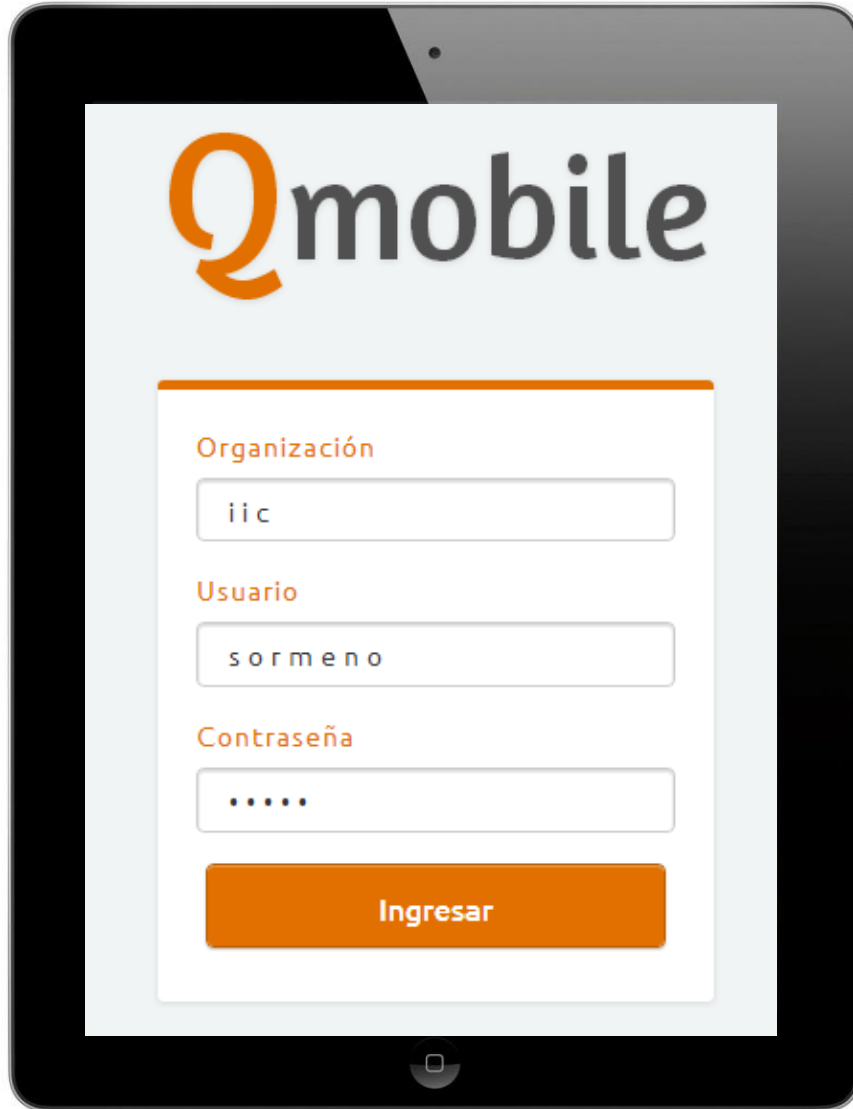 Qmobile
Organización
iic
Usuario
sormeno
Contraseña
•••••
Ingresar